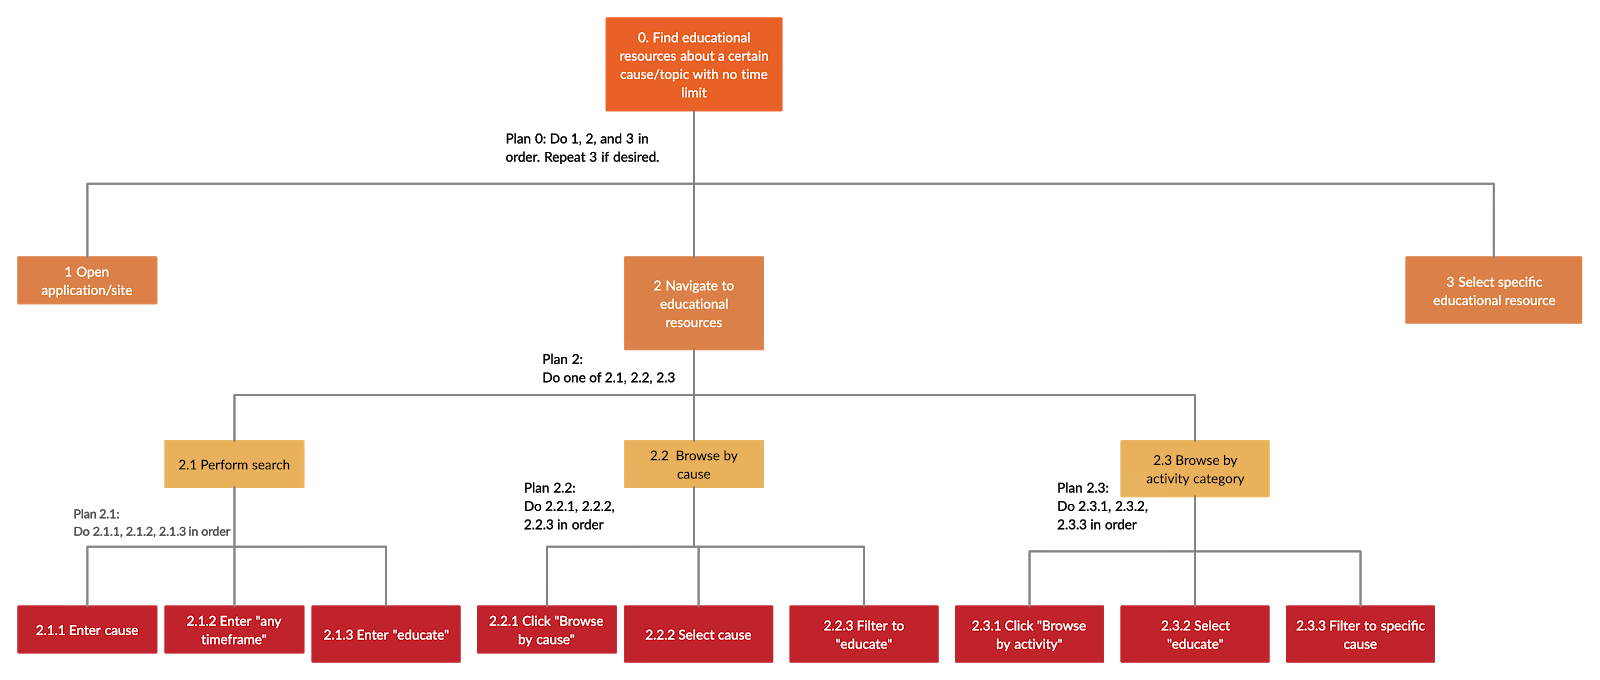 0. Find educational
resources about a certain
cause/topic with no time
limit
Plan 0: Do 1, 2, and 3 in
order. Repeat 3 if desired.
1 Open
application/site
2 Navigate to
educational
resources
3 Select specific
educational resource
Plan 2:
Do one of 2.1, 2.2, 2.3
2.1 Perform search
2.2 Browse by
cause
2.3 Browse by
activity category
Plan 2.1:
Do 2.1.1, 2.1.2, 2.1.3 in order
Plan 2.2:
Do 2.2.1, 2.2.2,
2.2.3 in order
Plan 2.3:
Do 2.3.1, 2.3.2,
2.3.3 in order
2.1.1 Enter cause
2.1.2 Enter "any
timeframe"
2.1.3 Enter "educate"
2.2.1 Click "Browse
by cause"
2.2.2 Select cause
2.2.3 Filter to
"educate"
2.3.1 Click "Browse
by activity"
2.3.2 Select
"educate"
2.3.3 Filter to specific
cause